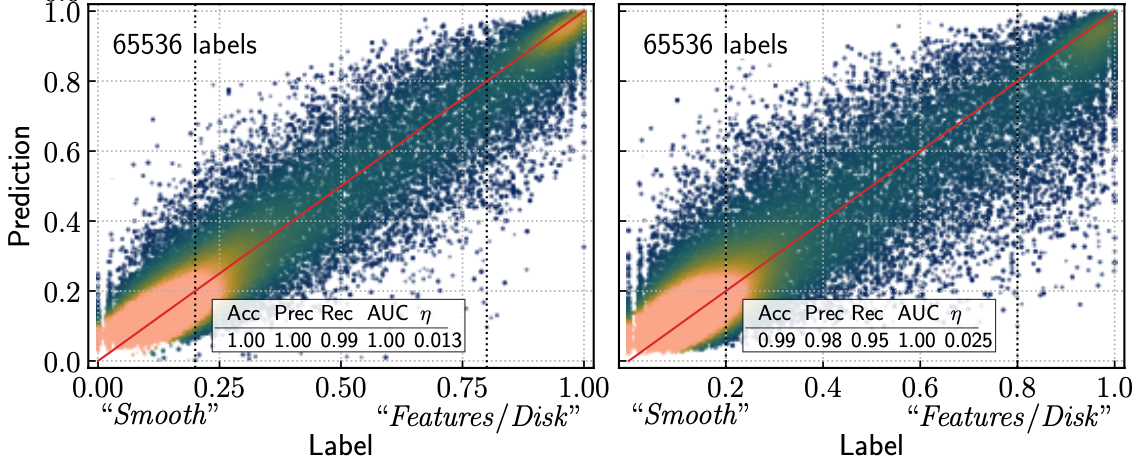 1.0
0.8
0.6
0.4
0.2
0.0
Prediction
65536 labels
Acc Prec Rec AUC η
1.00 1.00 0.99 1.00 0.013
0.00 0.25 0.50 0.75 1.00
“Smooth” “Features/Disk”
Label
65536 labels
Acc Prec Rec AUC η
0.99 0.98 0.95 1.00 0.025
0.2 0.4 0.6 0.8 1.0
“Smooth” “Features/Disk”
Label